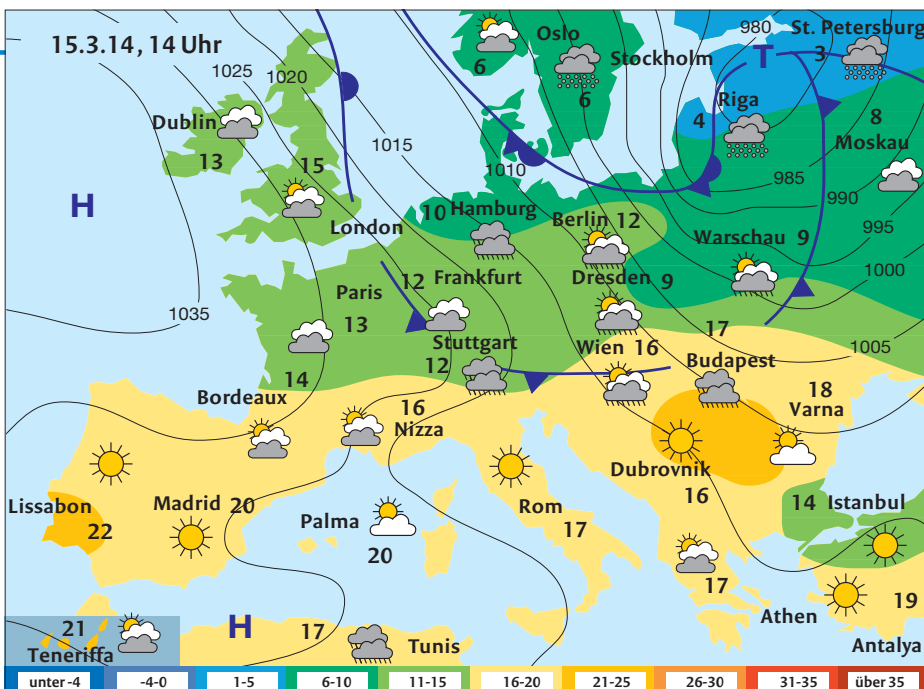 15.3.14, 14 Uhr
980
St. Petersburg
3
Oslo
6
Stockholm
6
T
1025
1020
Riga
4
8
Moskau
Dublin
13
15
1015
1010
985
990
H
London
10
Hamburg
Berlin 12
Warschau 9
995
1000
Paris
13
12
Frankfurt
Dresden 9
1035
Stuttgart
12
Wien 16
17
Budapest
1005
14
Bordeaux
16
Nizza
18
Varna
Dubrovnik
16
Lissabon
22
Madrid 20
Palma
20
Rom
17
14
Istanbul
17
Athen
19
Antalya
21
Teneriffa
H
17
Tunis
unter -4
-4-0
1-5
6-10
11-15
16-20
21-25
26-30
31-35
über 35